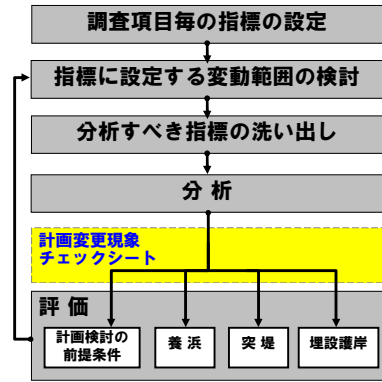 調査項目毎の指標の設定
指標に設定する変動範囲の検討
分析すべき指標の洗い出し
分 析
計画変更現象
チェックシート
評 価
計画検討の
前提条件
養 浜
突 堤
埋設護岸